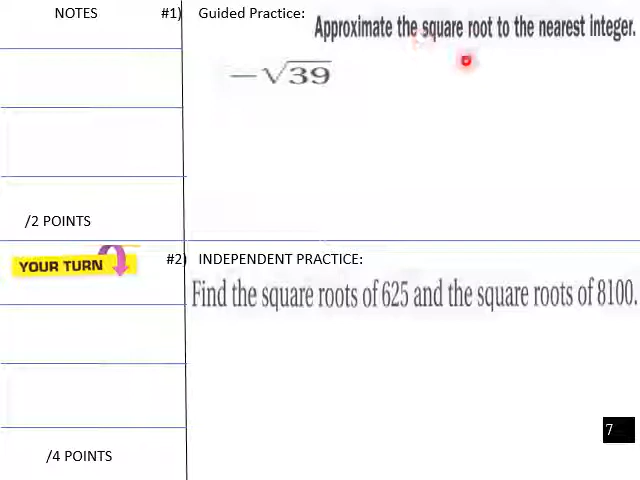 NOTES
#1) Guided Practice:
Approximate the square root to the nearest integer.
−√39
/2 POINTS
YOUR TURN
#2) INDEPENDENT PRACTICE:
Find the square roots of 625 and the square roots of 8100.
7
/4 POINTS